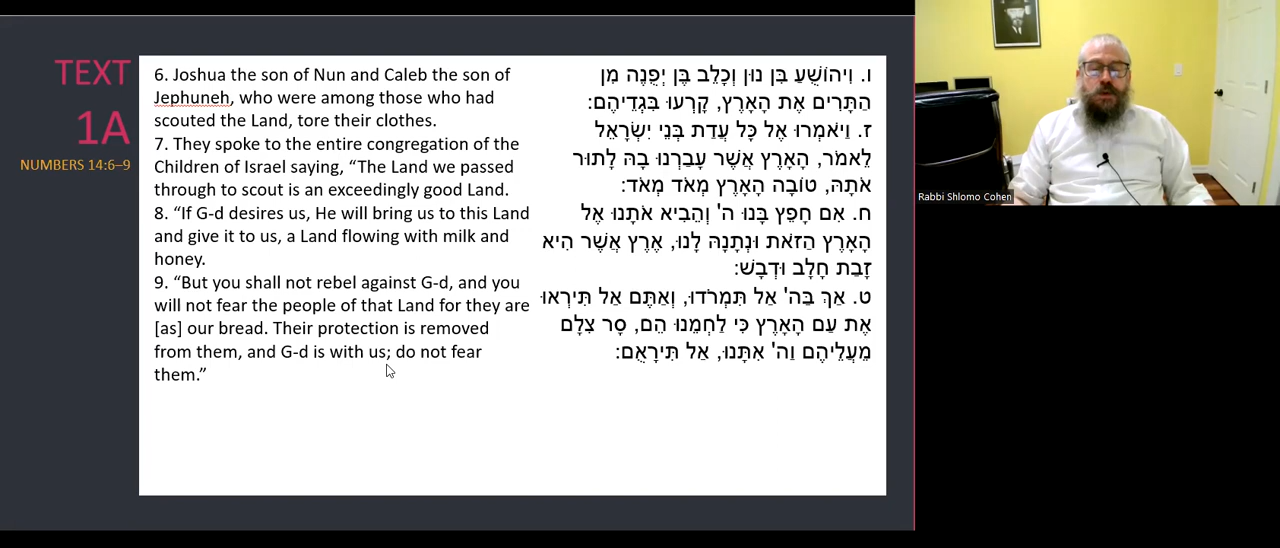 TEXT
1A
NUMBERS 14:6–9
6. Joshua the son of Nun and Caleb the son of
Jephuneh, who were among those who had
scouted the Land, tore their clothes.
7. They spoke to the entire congregation of the
Children of Israel saying, “The Land we passed
through to scout is an exceedingly good Land.
8. “If G-d desires us, He will bring us to this Land
and give it to us, a Land flowing with milk and
honey.
9. “But you shall not rebel against G-d, and you
will not fear the people of that Land for they are
[as] our bread. Their protection is removed
from them, and G-d is with us; do not fear
them.”
ו. וִיהוֹשֻׁעַ בִּן נוּן וְכָלֵב בֶּן יְפֻנֶּה מִן
הַתָּרִים אֶת הָאָרֶץ, קָרְעוּ בִּגְדֵיהֶם:
ז. וַיֹּאמְרוּ אֶל כָּל עֲדַת בְּנֵי יִשְׂרָאֵל
לֵאמֹר, הָאָרֶץ אֲשֶׁר עָבַרְנוּ בָהּ לָתוּר
אֹתָהּ, טוֹבָה הָאָרֶץ מְאֹד מְאֹד:
ח. אִם חָפֵץ בָּנוּ ה' וְהֵבִיא אֹתָנוּ אֶל
הָאָרֶץ הַזֹּאת וּנְתָנָהּ לָנוּ, אֶרֶץ אֲשֶׁר הִיא
זָבַת חָלָב וּדְבָשׁ:
ט. אַךְ בַּה' אַל תִּמְרֹדוּ, וְאַתֶּם אַל תִּירְאוּ
אֶת עַם הָאָרֶץ כִּי לַחְמֵנוּ הֵם, סָר צִלָּם
מֵעֲלֵיהֶם וַה' אִתָּנוּ, אַל תִּירָאֻם:
Rabbi Shlomo Cohen